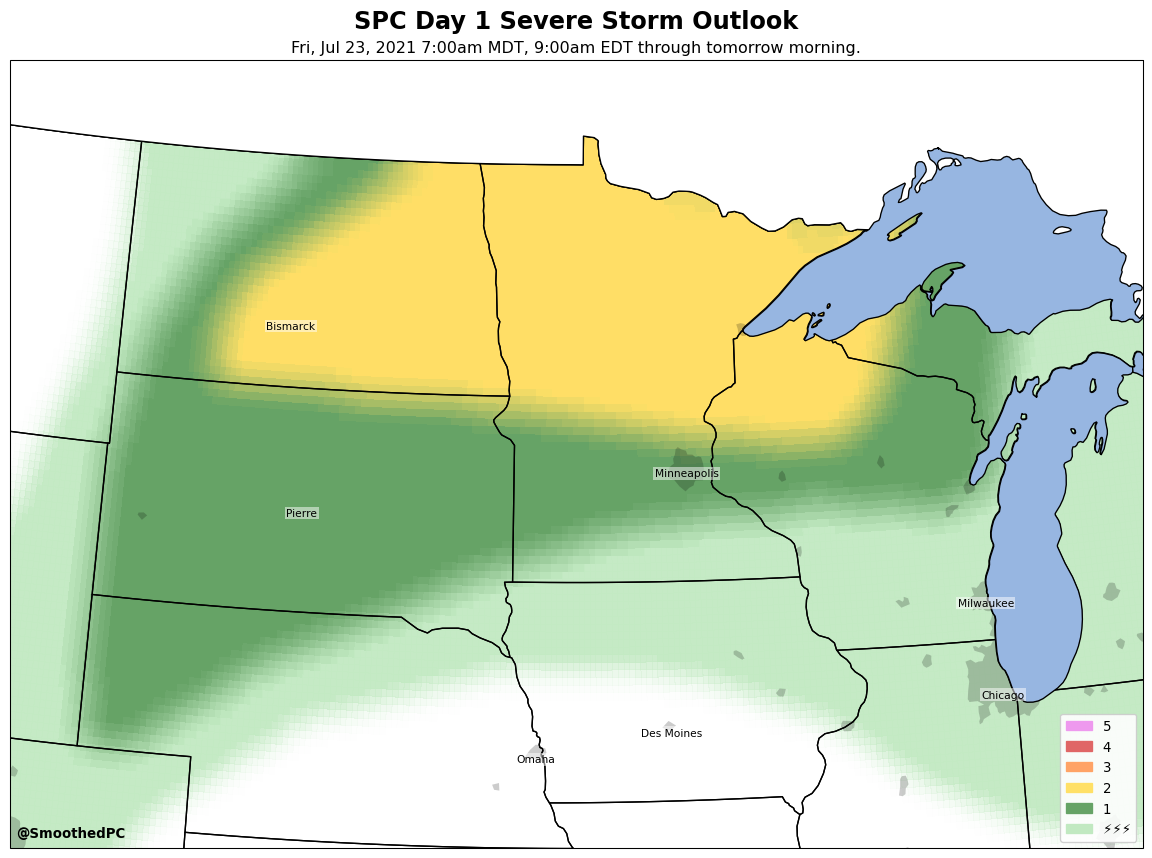 SPC Day 1 Severe Storm Outlook
Fri, Jul 23, 2021 7:00am MDT, 9:00am EDT through tomorrow morning.
Bismarck
Minneapolis
Pierre
Milwaukee
Chicago
Des Moines
Omaha
5
4
3
2
1
⚡⚡⚡
@SmoothedPC